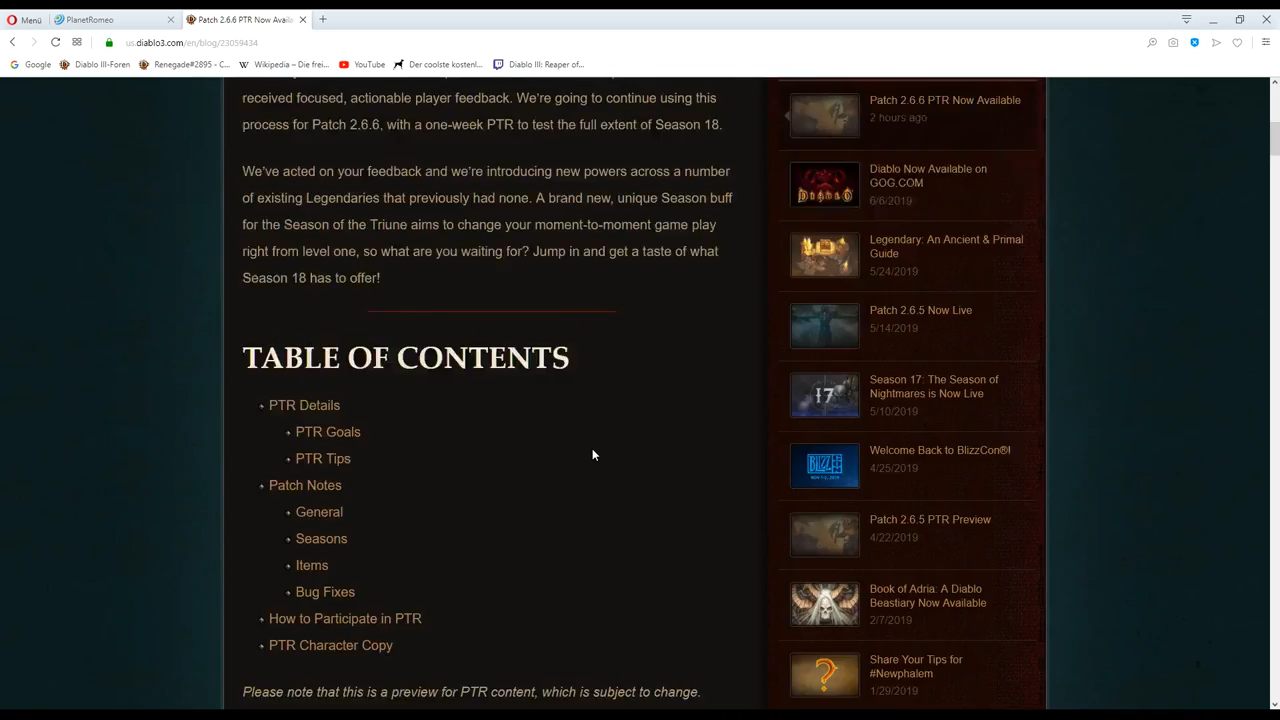 Menü
PlanetRomeo
Patch 2.6.6 PTR Now Availa
us.diablo3.com/en/blog/23059434
Google
Diablo III-Foren
Renegade#2895 - C...
Wikipedia – Die frei...
YouTube
Der coolste kostenl...
Diablo III: Reaper of...
received focused, actionable player feedback. We're going to continue using this
process for Patch 2.6.6, with a one-week PTR to test the full extent of Season 18.
We've acted on your feedback and we're introducing new powers across a number
of existing Legendaries that previously had none. A brand new, unique Season buff
for the Season of the Triune aims to change your moment-to-moment game play
right from level one, so what are you waiting for? Jump in and get a taste of what
Season 18 has to offer!
TABLE OF CONTENTS
PTR Details
PTR Goals
PTR Tips
Patch Notes
General
Seasons
Items
Bug Fixes
How to Participate in PTR
PTR Character Copy
Please note that this is a preview for PTR content, which is subject to change.
Patch 2.6.6 PTR Now Available
2 hours ago
DIABLO
Diablo Now Available on
GOG.COM
6/6/2019
Legendary: An Ancient & Primal
Guide
5/24/2019
Patch 2.6.5 Now Live
5/14/2019
17
Season 17: The Season of
Nightmares is Now Live
5/10/2019
BLIZZ
CON
Welcome Back to BlizzCon®!
4/25/2019
Patch 2.6.5 PTR Preview
4/22/2019
Book of Adria: A Diablo
Beastiary Now Available
2/7/2019
?
Share Your Tips for
#Newphalem
1/29/2019